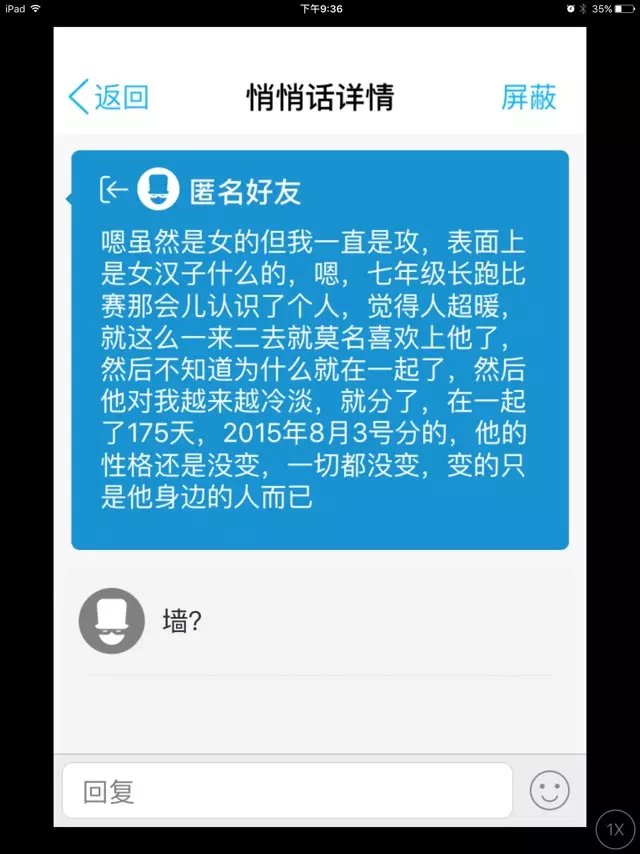 iPad 下午9:36 35%
返回 悄悄话详情 屏蔽
匿名好友
嗯虽然是女的但我一直是攻，表面上
是女汉子什么的，嗯，七年级长跑比
赛那会儿认识了个人，觉得人超暖，
就这么一来二去就莫名喜欢上他了，
然后不知道为什么就在一起了，然后
他对我越来越冷淡，就分了，在一起
了175天，2015年8月3号分的，他的
性格还是没变，一切都没变，变的只
是他身边的人而已
墙?
回复
1X